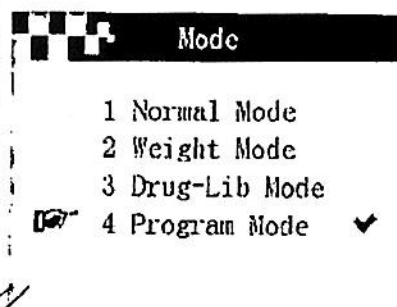 Mode
1 Normal Mode
2 Weight Mode
3 Drug-Lib Mode
4 Program Mode